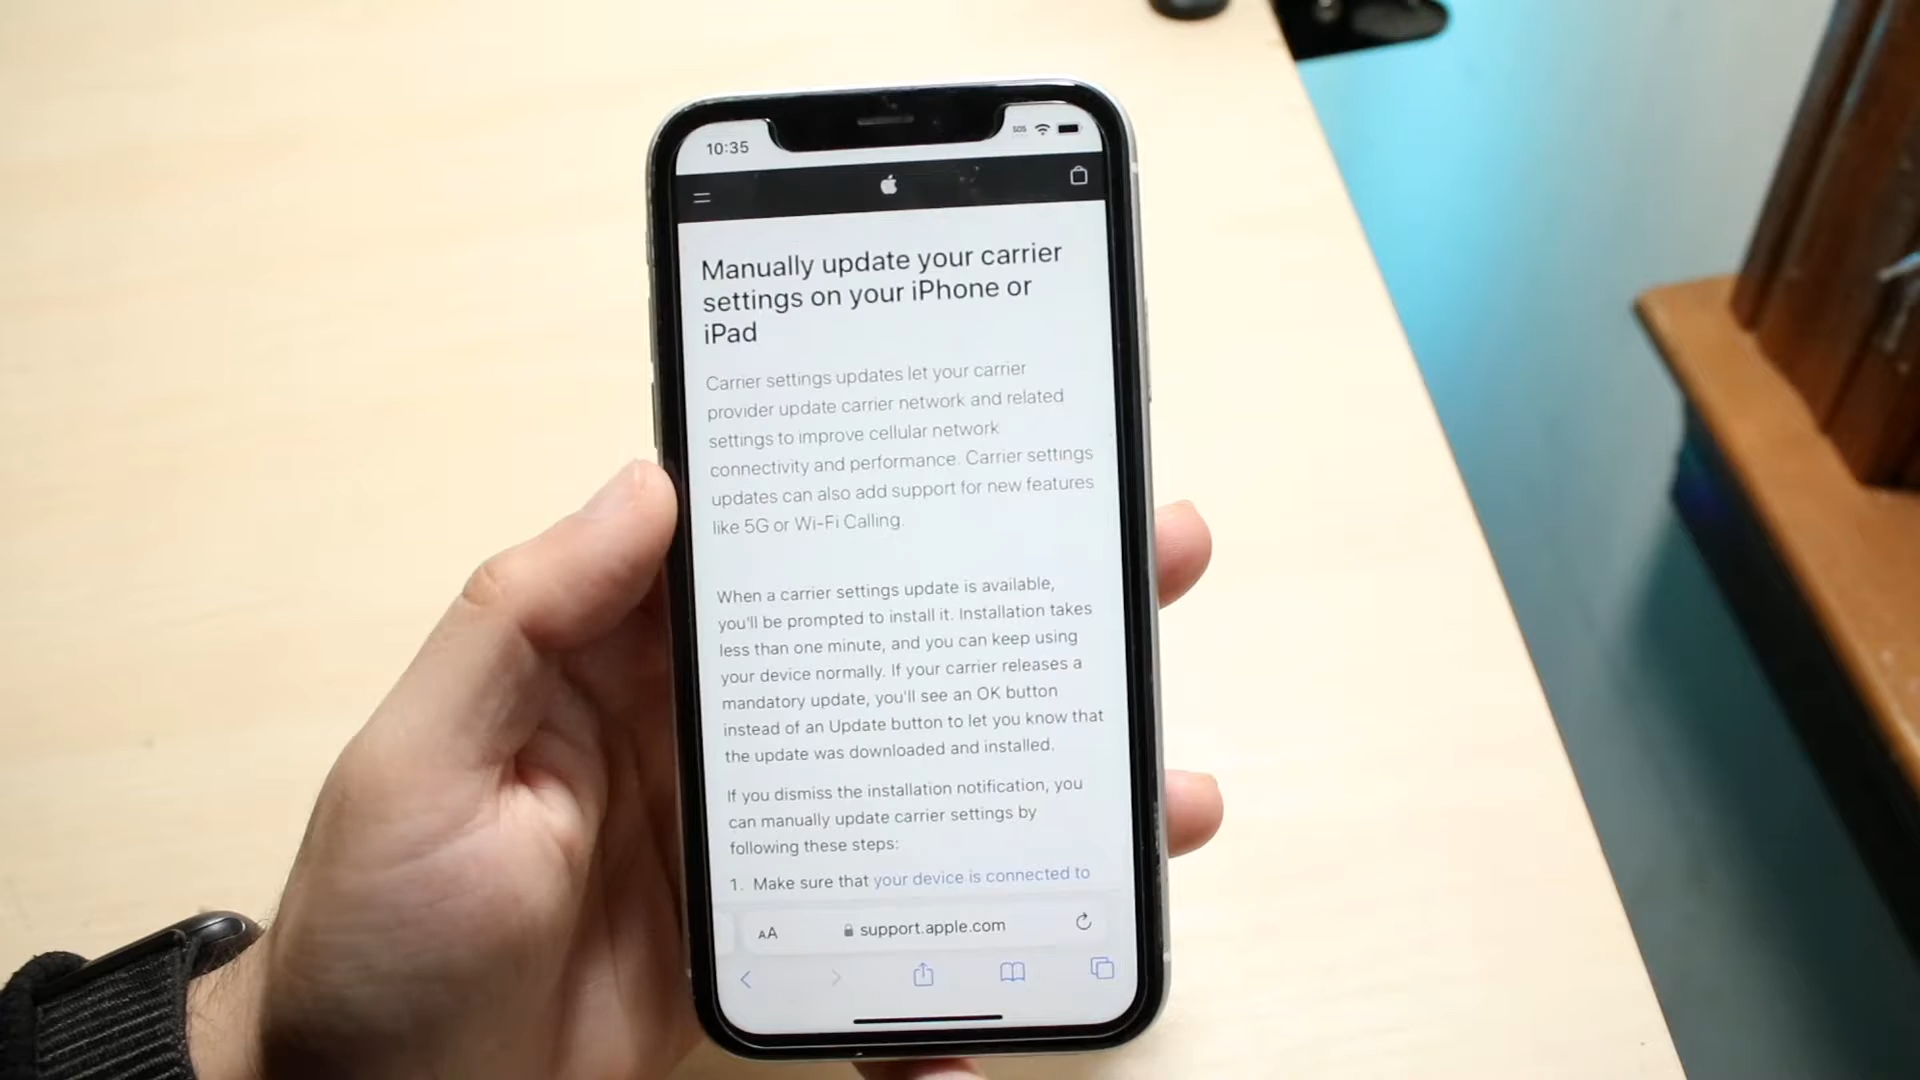 10:35
SOS
Manually update your carrier
settings on your iPhone or
iPad
Carrier settings updates let your carrier
provider update carrier network and related
settings to improve cellular network
connectivity and performance. Carrier settings
updates can also add support for new features
like 5G or Wi-Fi Calling.
When a carrier settings update is available,
you'll be prompted to install it. Installation takes
less than one minute, and you can keep using
your device normally. If your carrier releases a
mandatory update, you'll see an OK button
instead of an Update button to let you know that
the update was downloaded and installed.
If you dismiss the installation notification, you
can manually update carrier settings by
following these steps:
1. Make sure that your device is connected to
AA
support.apple.com